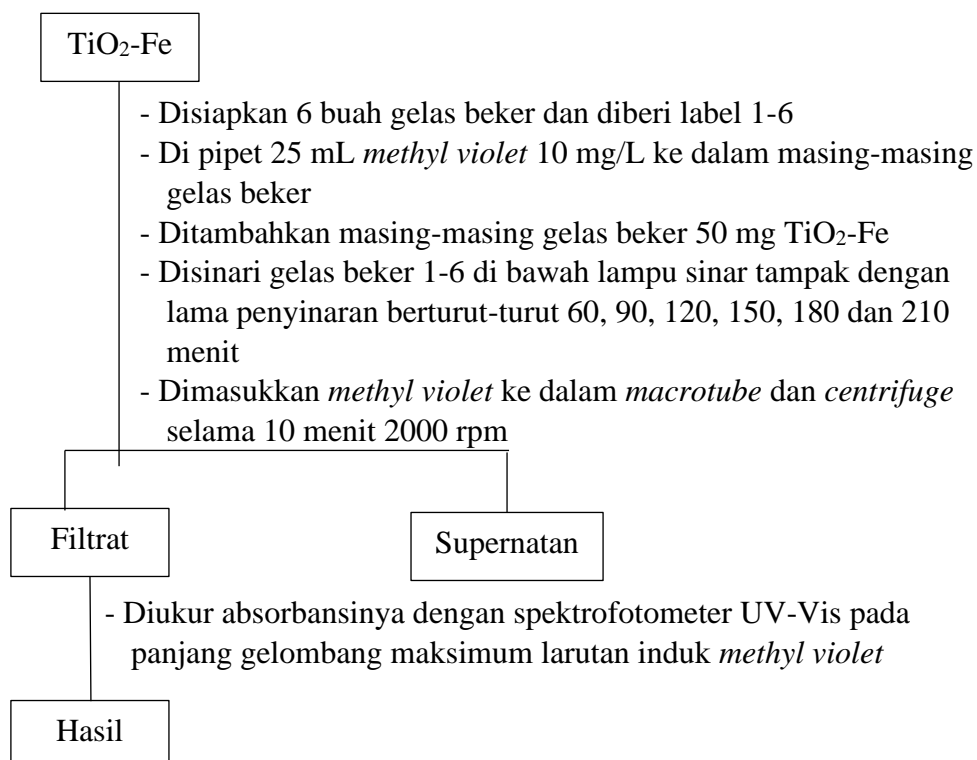 TiO₂-Fe
- Disiapkan 6 buah gelas beker dan diberi label 1-6
- Di pipet 25 mL methyl violet 10 mg/L ke dalam masing-masing
gelas beker
- Ditambahkan masing-masing gelas beker 50 mg TiO₂-Fe
- Disinari gelas beker 1-6 di bawah lampu sinar tampak dengan
lama penyinaran berturut-turut 60, 90, 120, 150, 180 dan 210
menit
- Dimasukkan methyl violet ke dalam macrotube dan centrifuge
selama 10 menit 2000 rpm
Filtrat
Supernatan
- Diukur absorbansinya dengan spektrofotometer UV-Vis pada
panjang gelombang maksimum larutan induk methyl violet
Hasil